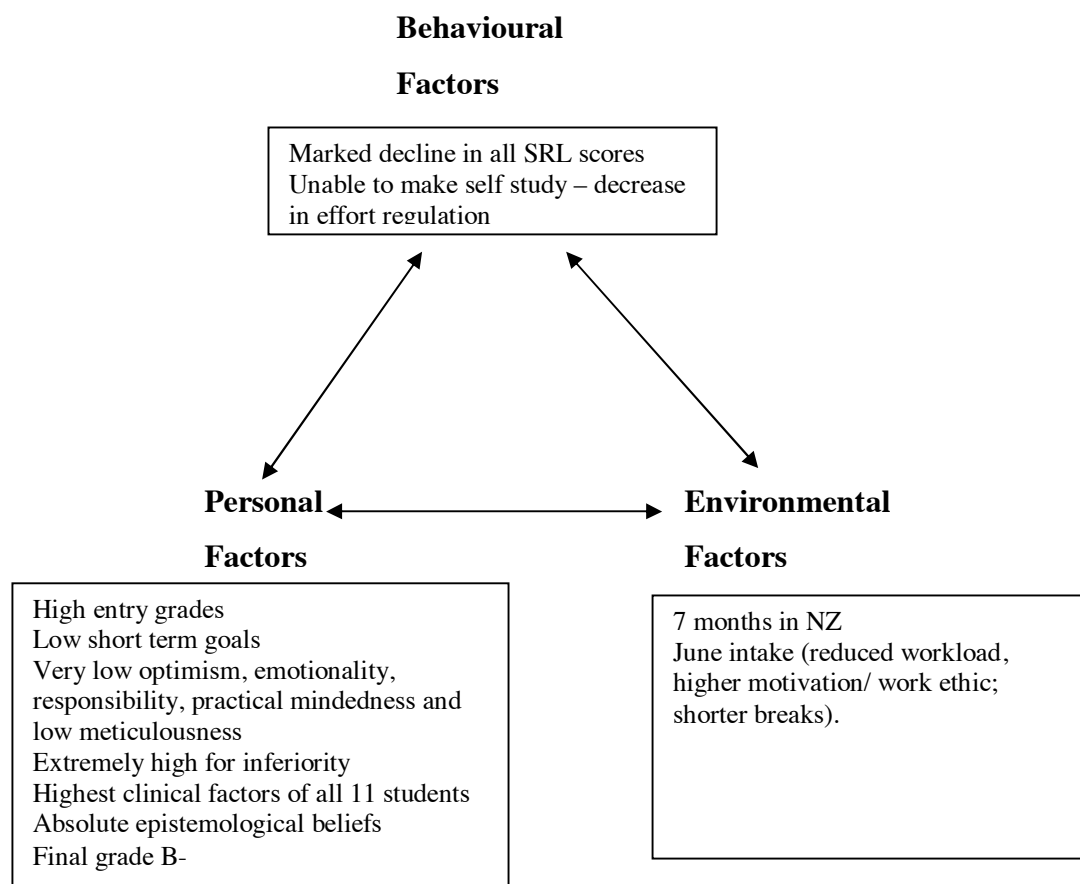 Behavioural
Factors
Marked decline in all SRL scores
Unable to make self study – decrease
in effort regulation
Personal
Factors
High entry grades
Low short term goals
Very low optimism, emotionality,
responsibility, practical mindedness and
low meticulousness
Extremely high for inferiority
Highest clinical factors of all 11 students
Absolute epistemological beliefs
Final grade B-
Environmental
Factors
7 months in NZ
June intake (reduced workload,
higher motivation/ work ethic;
shorter breaks).